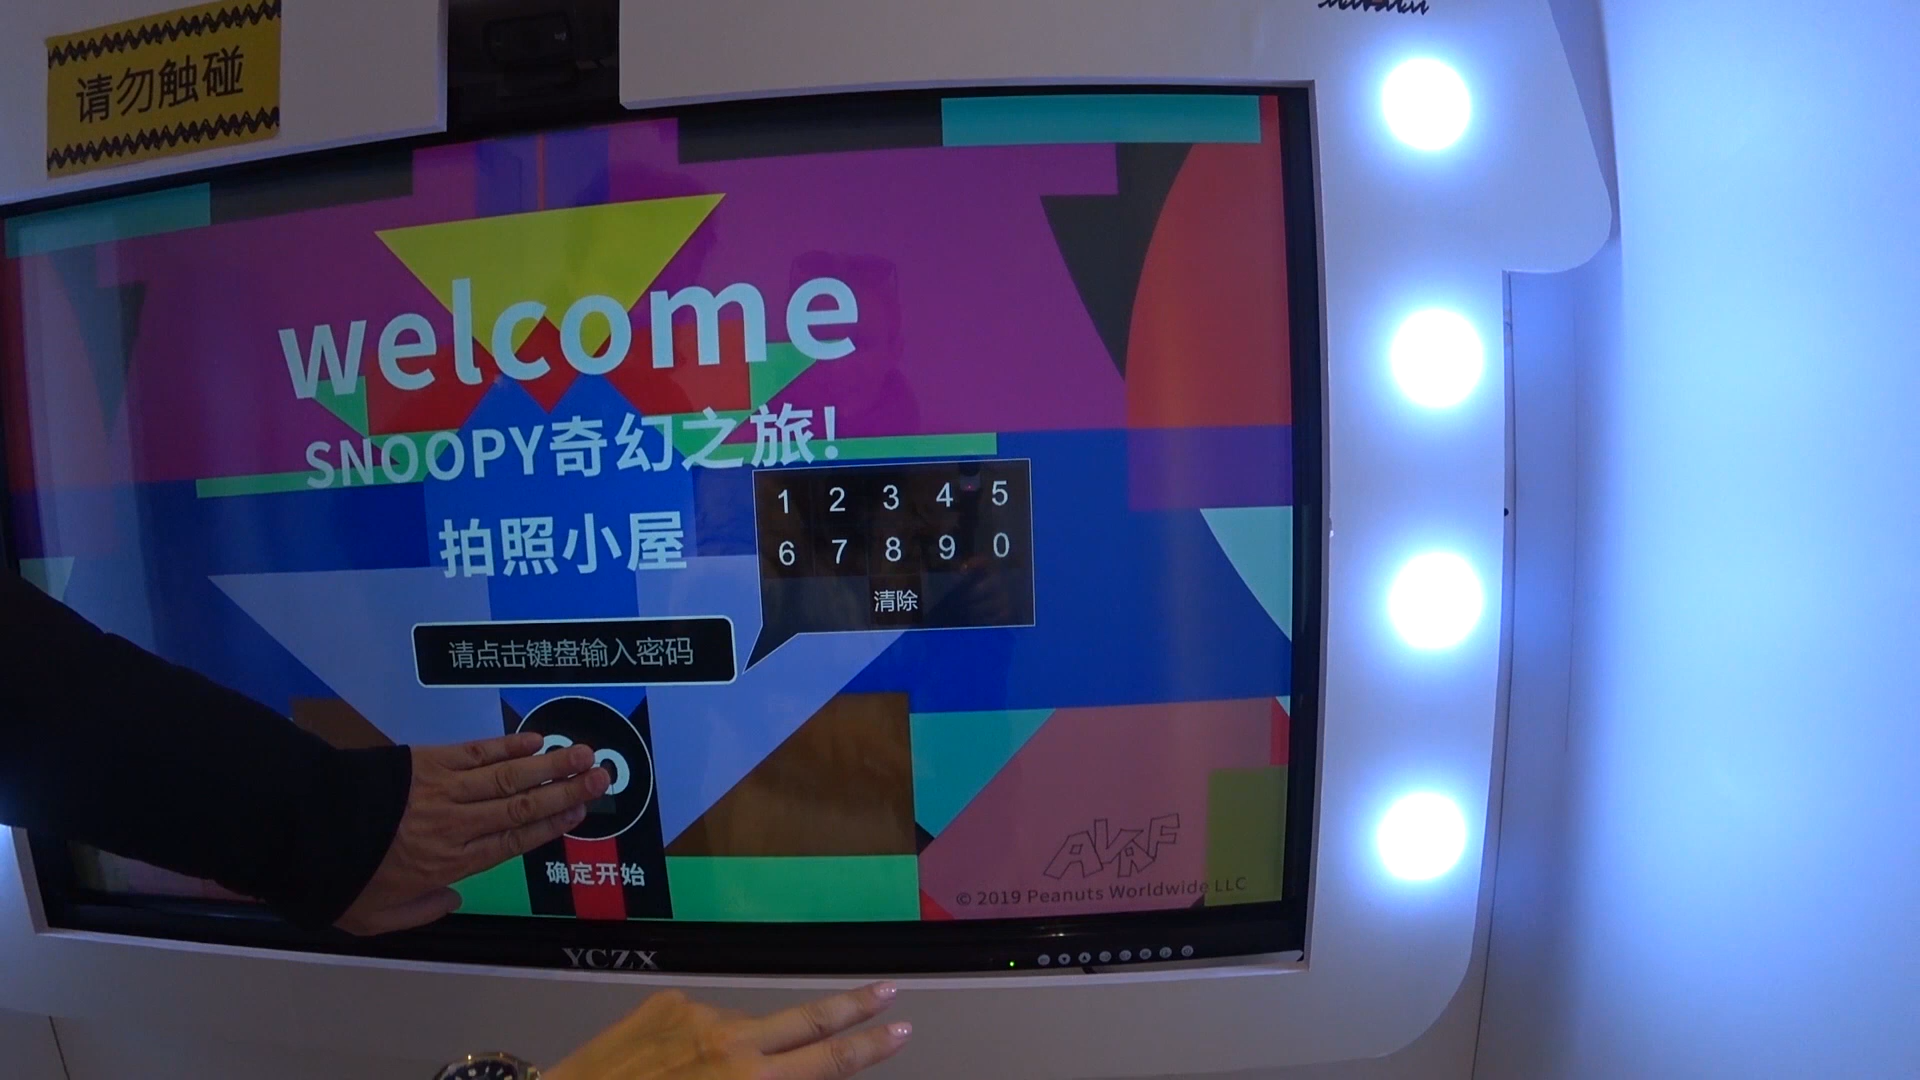 请勿触碰
welcome
SNOOPY奇幻之旅!
拍照小屋
1 2 3 4 5
6 7 8 9 0
清除
请点击键盘输入密码
Go
确定开始
AVAF
© 2019 Peanuts Worldwide LLC
YCZX